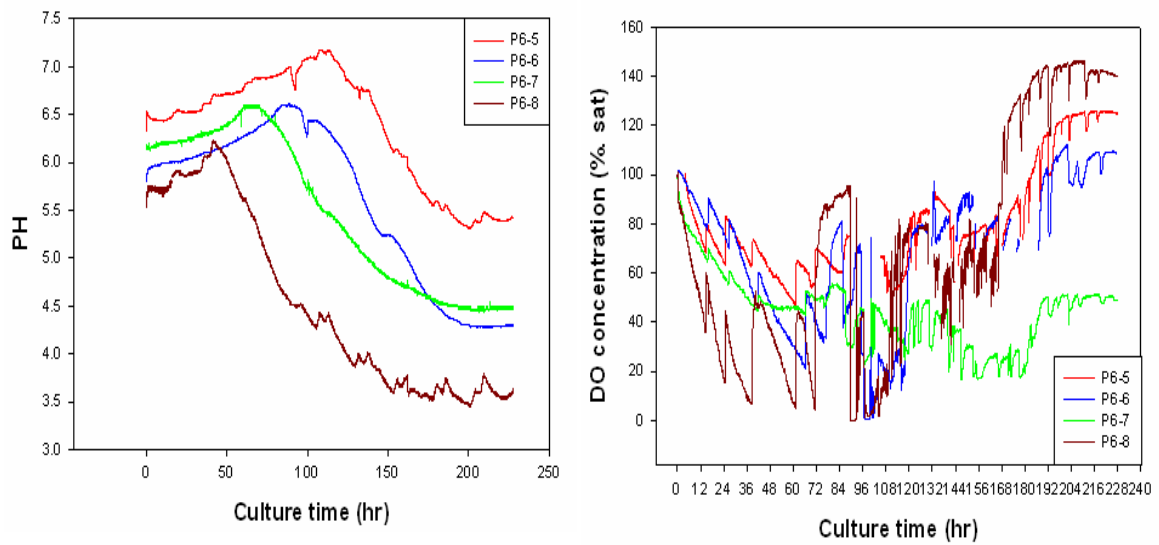 7.5
7.0
6.5
6.0
5.5
5.0
4.5
4.0
3.5
3.0
PH
0 50 100 150 200 250
Culture time (hr)
P6-5
P6-6
P6-7
P6-8
160
140
120
100
80
60
40
20
0
DO concentration (% sat)
0 12 24 36 48 60 72 84 96 108120132144156168180192204216228240
Culture time (hr)
P6-5
P6-6
P6-7
P6-8